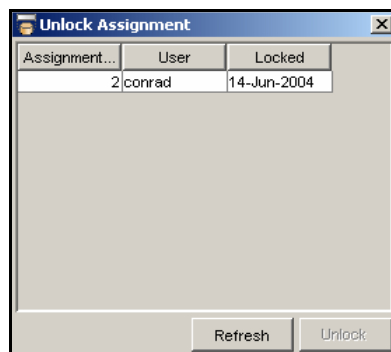 Unlock Assignment
Assignment... User Locked
2 conrad 14-Jun-2004
Refresh Unlock